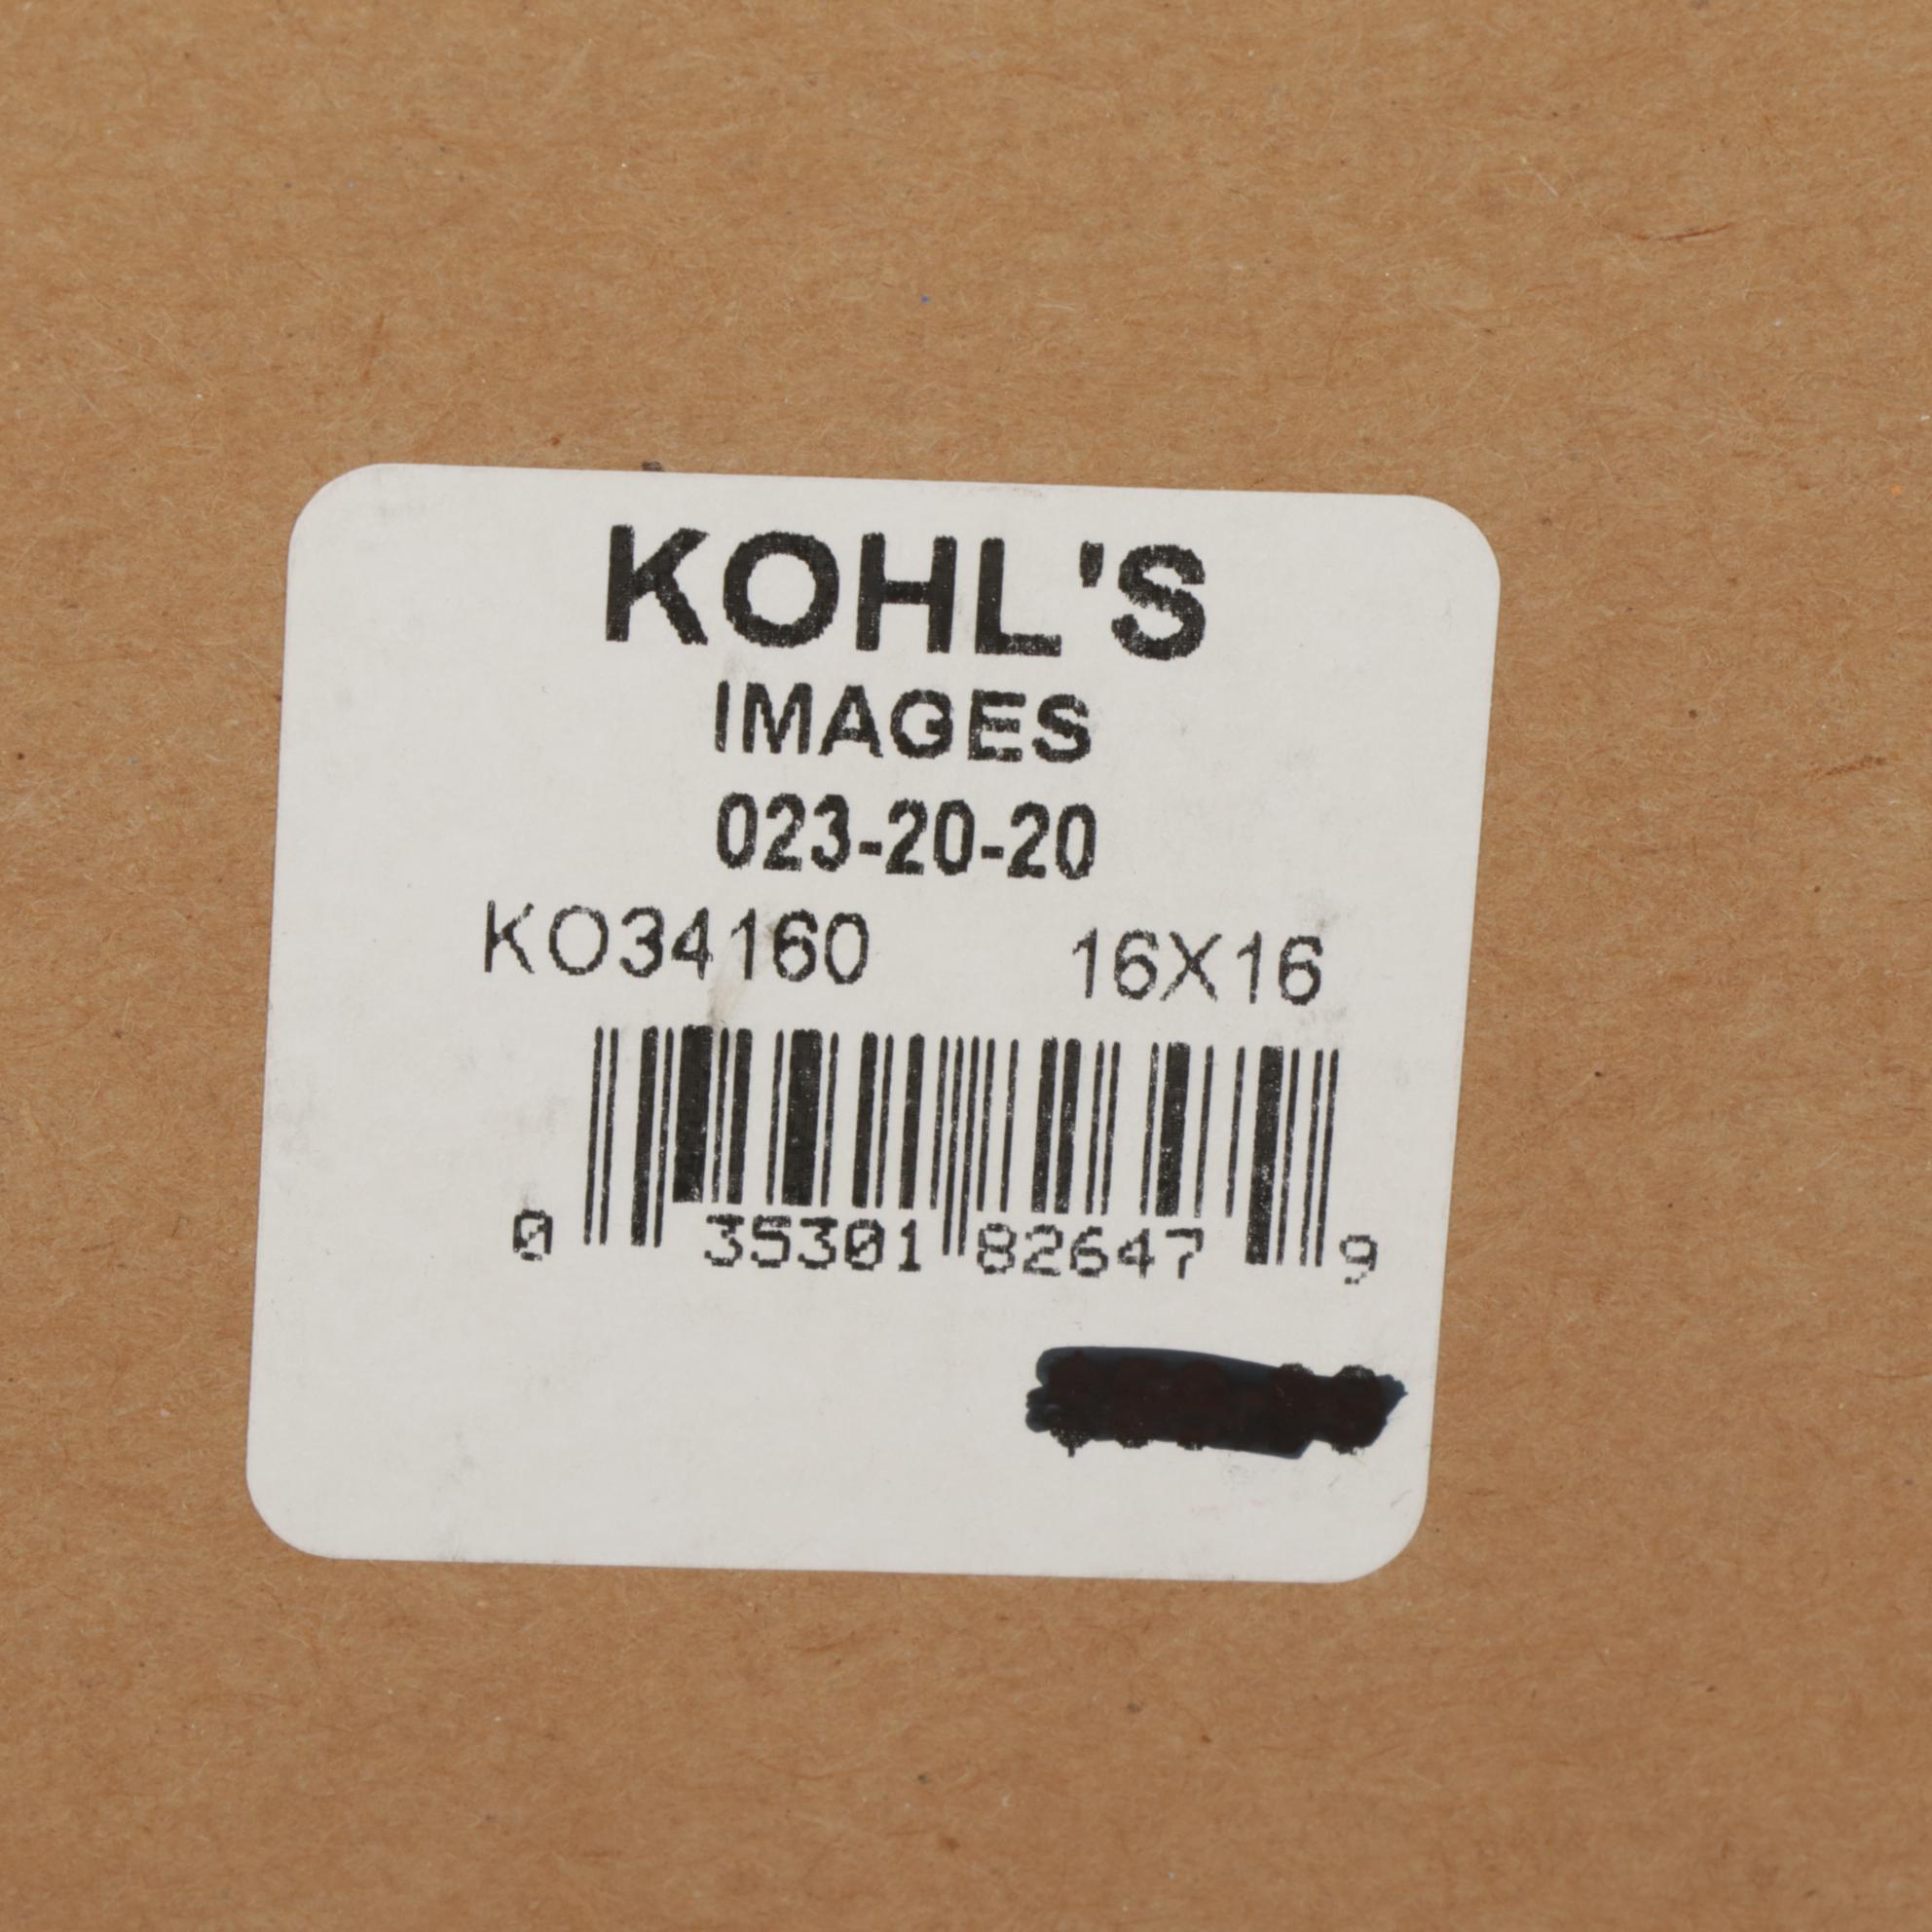 KOHL'S
IMAGES
023-20-20
KO34160 16X16
0 35301 82647 9